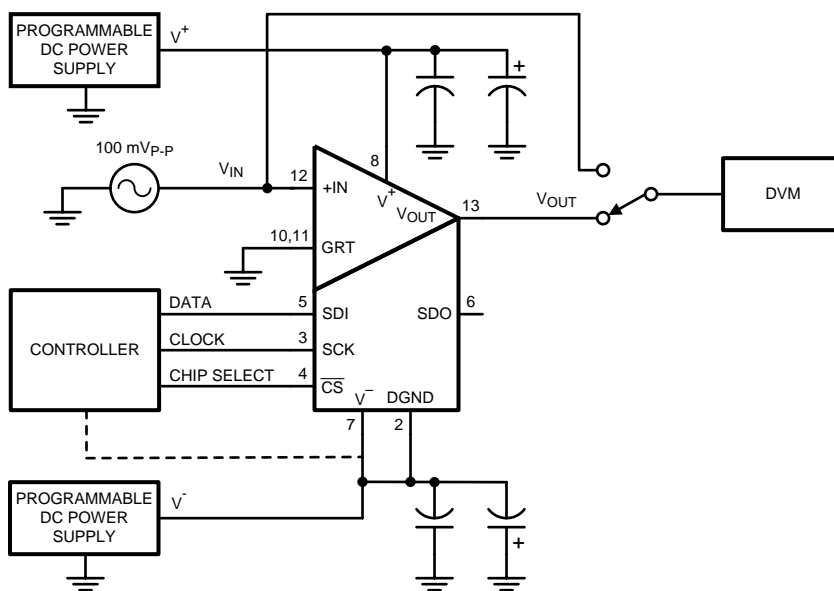 PROGRAMMABLE
DC POWER
SUPPLY
V+
100 mVP-P
VIN
12
+IN
8
V+
VOUT
13
VOUT
DVM
10,11
GRT
DATA
5
SDI
SDO
6
CONTROLLER
CLOCK
3
SCK
CHIP SELECT
4
CS
V–
DGND
7
2
PROGRAMMABLE
DC POWER
SUPPLY
V-
+
+